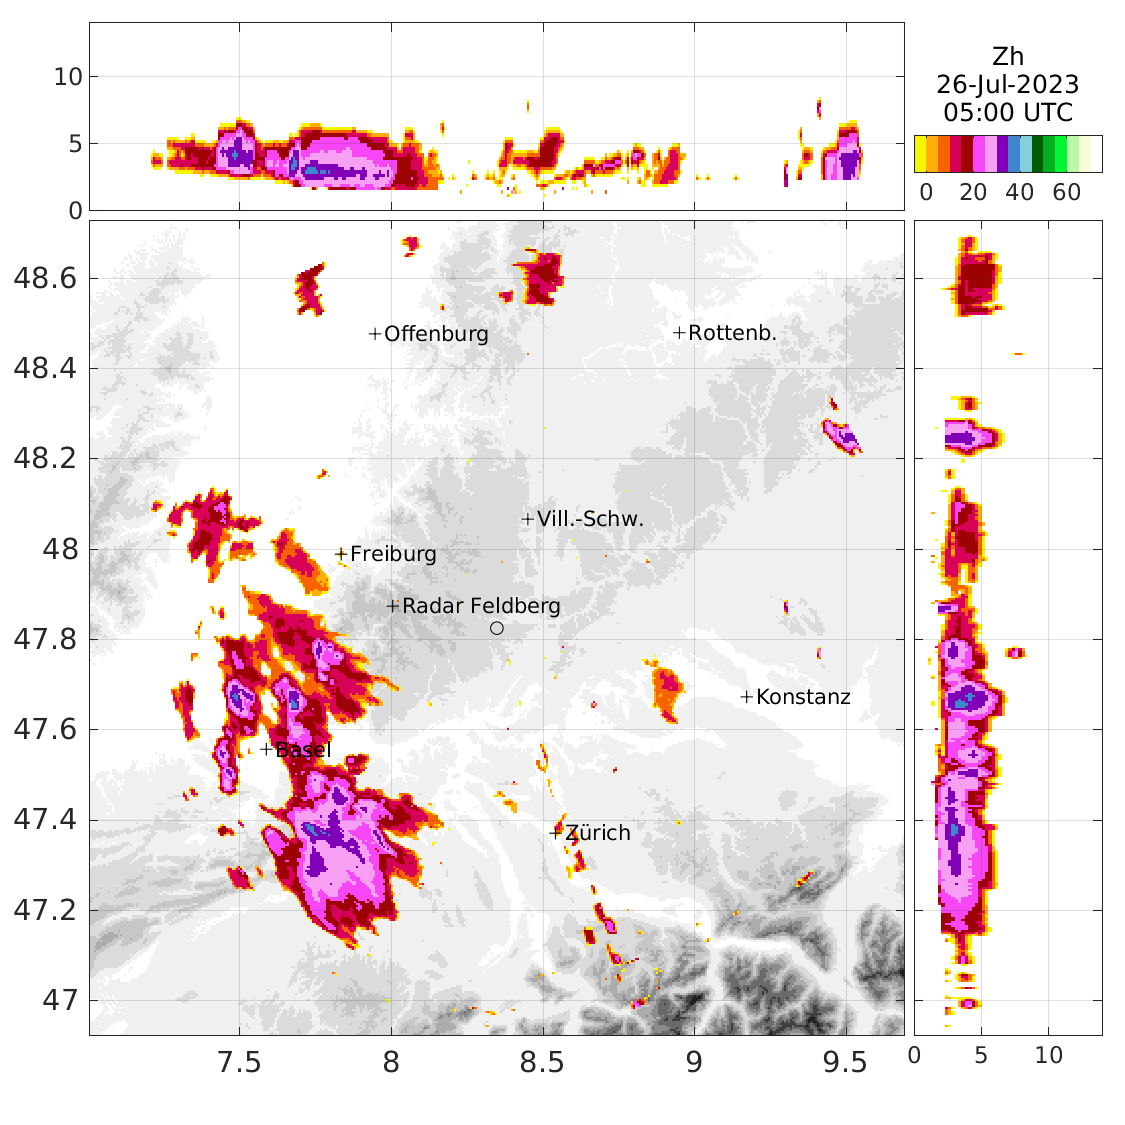 10
5
0
Zh
26-Jul-2023
05:00 UTC
0 20 40 60
48.6
48.4
48.2
48
47.8
47.6
47.4
47.2
47
+Offenburg
+Rottenb.
+Vill.-Schw.
+Freiburg
+Radar Feldberg
+Konstanz
+Basel
+Zürich
7.5 8 8.5 9 9.5
0 5 10